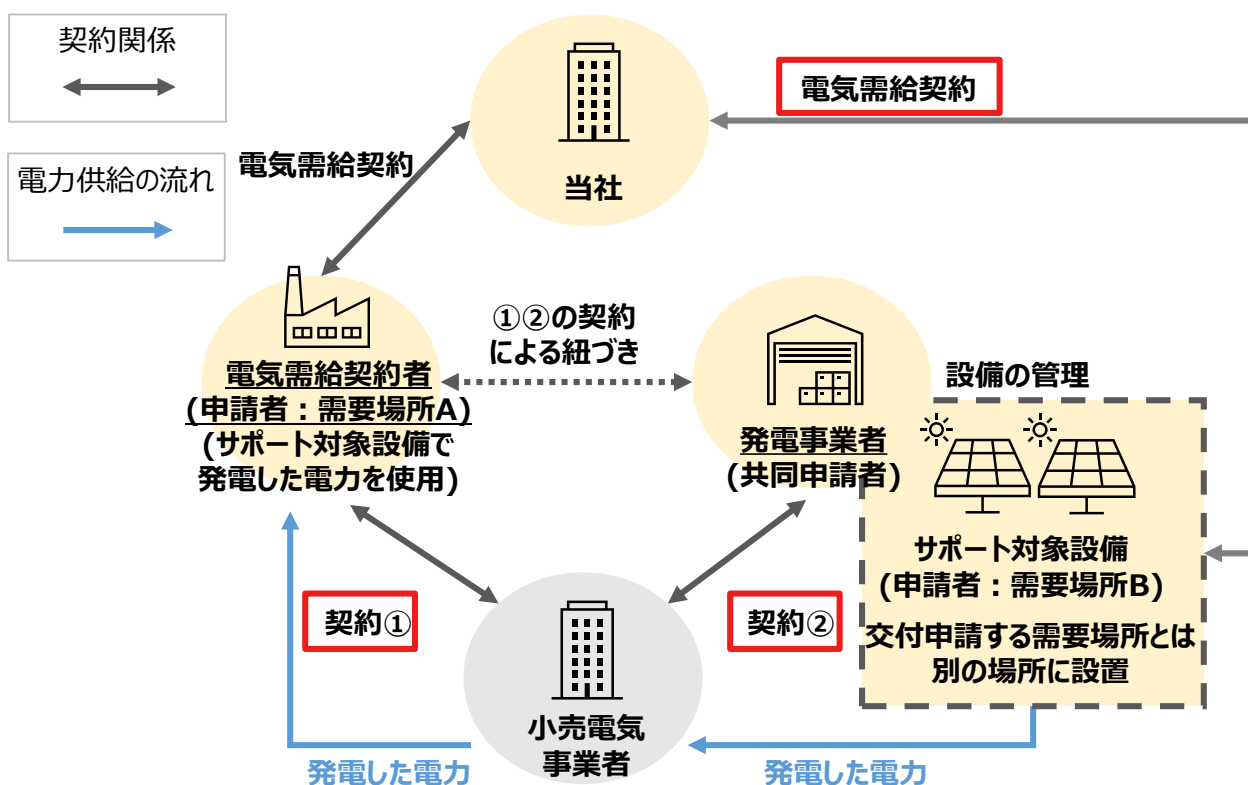 契約関係
電力供給の流れ
電気需給契約
電気需給契約
当社
①②の契約
による紐づき
電気需給契約者
(申請者：需要場所A)
(サポート対象設備で
発電した電力を使用)
発電事業者
(共同申請者)
設備の管理
サポート対象設備
(申請者：需要場所B)
交付申請する需要場所とは
別の場所に設置
契約①
契約②
小売電気
事業者
発電した電力
発電した電力